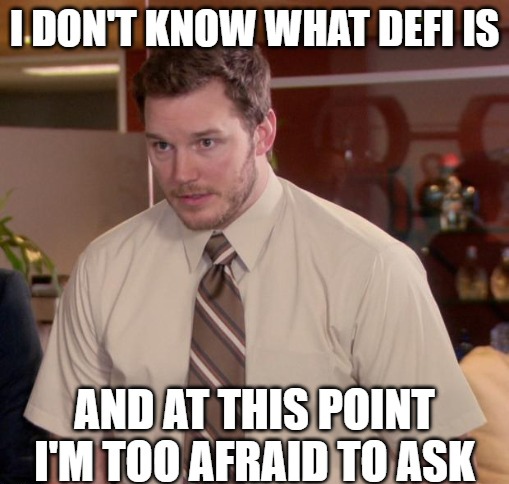 I DON'T KNOW WHAT DEFI IS
AND AT THIS POINT
I'M TOO AFRAID TO ASK